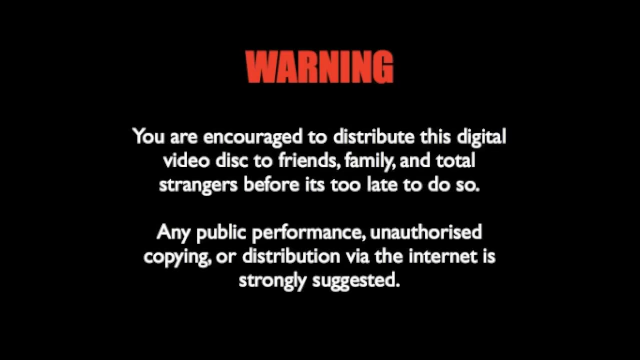 WARNING
You are encouraged to distribute this digital
video disc to friends, family, and total
strangers before its too late to do so.
Any public performance, unauthorised
copying, or distribution via the internet is
strongly suggested.